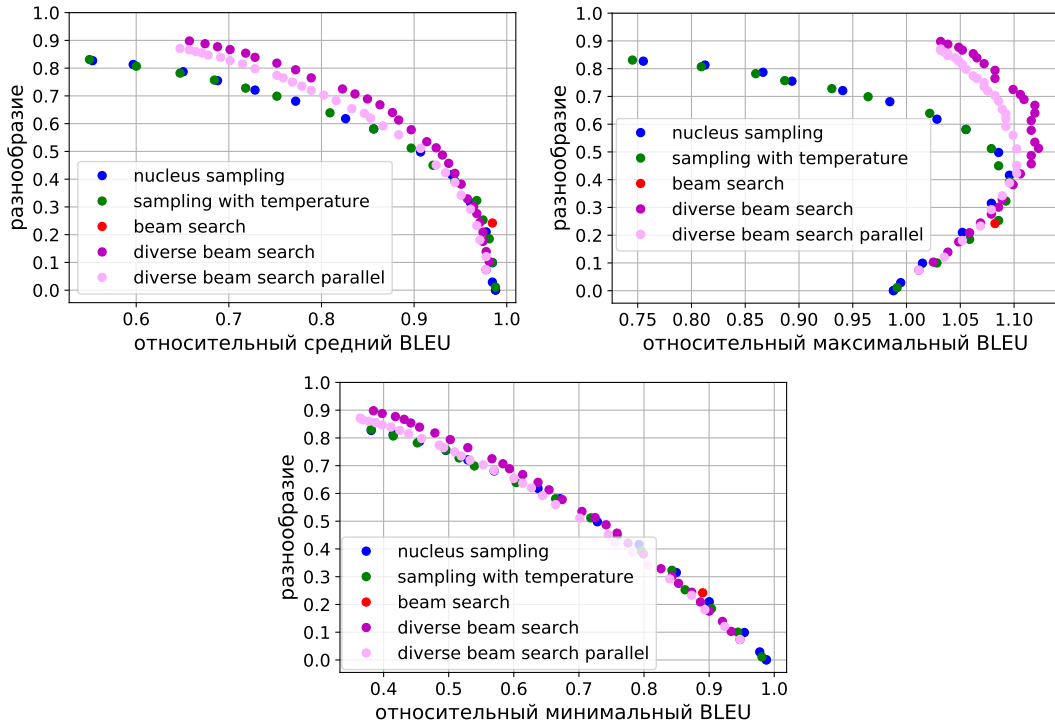 1.0
0.9
0.8
0.7
0.6
0.5
0.4
0.3
0.2
0.1
0.0
разнообразие
nucleus sampling
sampling with temperature
beam search
diverse beam search
diverse beam search parallel
0.6 0.7 0.8 0.9 1.0
относительный средний BLEU
1.0
0.9
0.8
0.7
0.6
0.5
0.4
0.3
0.2
0.1
0.0
разнообразие
nucleus sampling
sampling with temperature
beam search
diverse beam search
diverse beam search parallel
0.75 0.80 0.85 0.90 0.95 1.00 1.05 1.10
относительный максимальный BLEU
1.0
0.9
0.8
0.7
0.6
0.5
0.4
0.3
0.2
0.1
0.0
разнообразие
nucleus sampling
sampling with temperature
beam search
diverse beam search
diverse beam search parallel
0.4 0.5 0.6 0.7 0.8 0.9 1.0
относительный минимальный BLEU